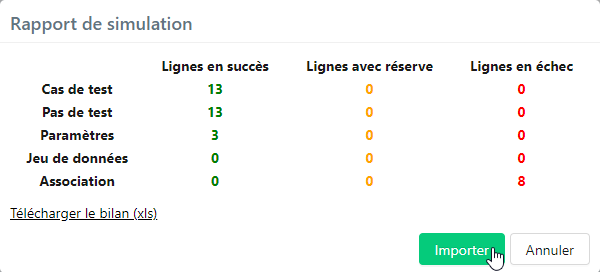 Rapport de simulation
Lignes en succès Lignes avec réserve Lignes en échec
Cas de test 13 0 0
Pas de test 13 0 0
Paramètres 3 0 0
Jeu de données 0 0 0
Association 0 0 8
Télécharger le bilan (xls)
Importer Annuler